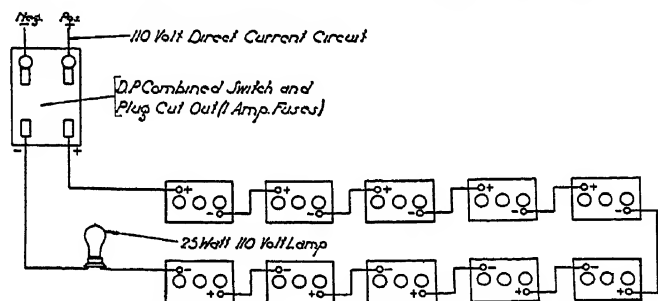 Neg. Pos.
110 Volt Direct Current Circuit
D.P. Combined Switch and
Plug Cut Out (1 Amp. Fuses)
- +
+ + + + +
- - - - -
25 Watt 110 Volt Lamp
- - - - -
+ + + + +